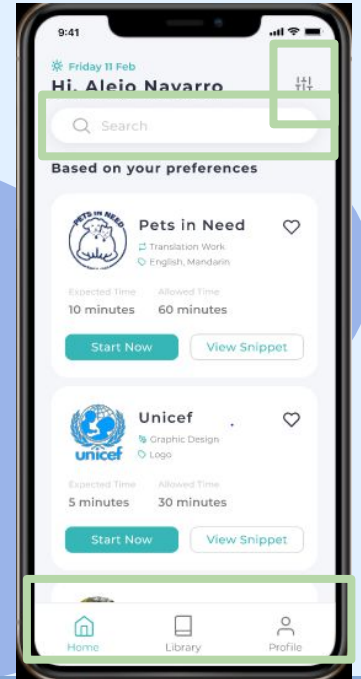 9:41
Friday 11 Feb
Hi, Alejo Navarro
Search
Based on your preferences
PETS IN NEED
Pets in Need
Translation Work
English, Mandarin
Expected Time Allowed Time
10 minutes 60 minutes
Start Now View Snippet
unicef
Unicef
Graphic Design
Logo
Expected Time Allowed Time
5 minutes 30 minutes
Start Now View Snippet
Home Library Profile